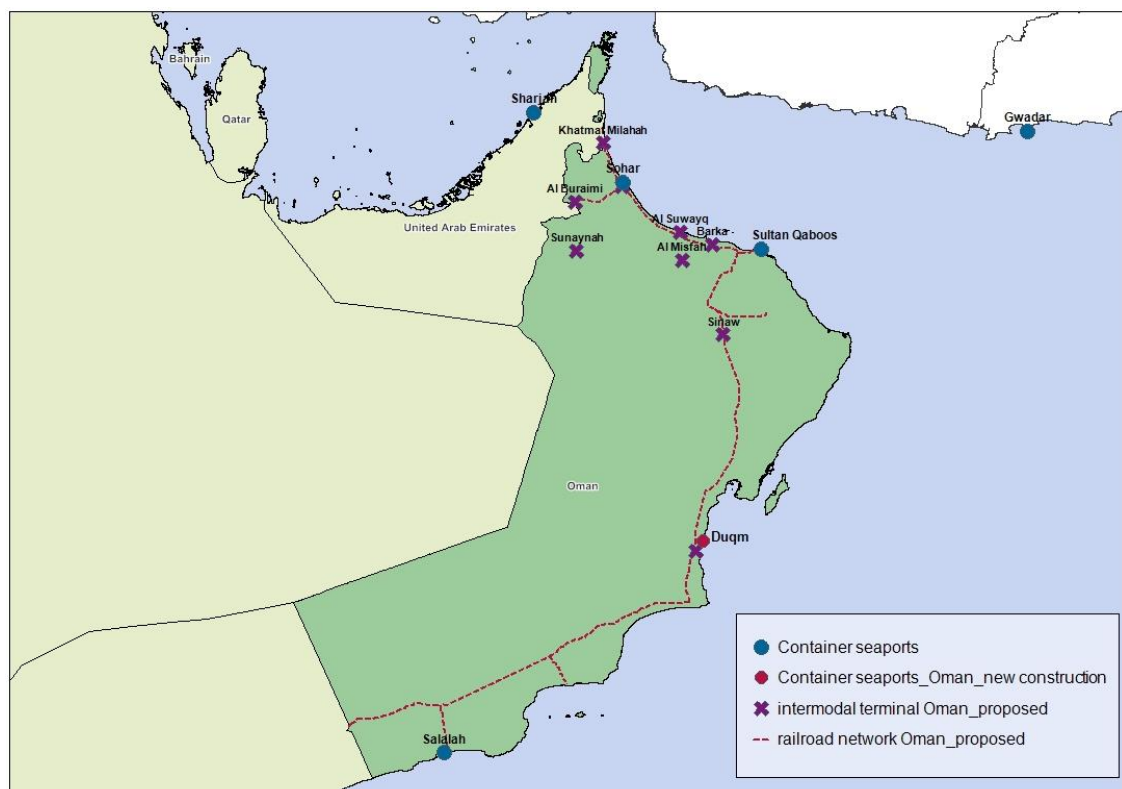 Bahrain
Qatar
Sharjah
Khatmat Milahah
Gwadar
Sohar
Al Buraimi
United Arab Emirates
Al Suwayq
Barka
Sultan Qaboos
Sunaynah
Al Misfah
Sinaw
Oman
Duqm
Salalah
Container seaports
Container seaports_Oman_new construction
intermodal terminal Oman_proposed
railroad network Oman_proposed